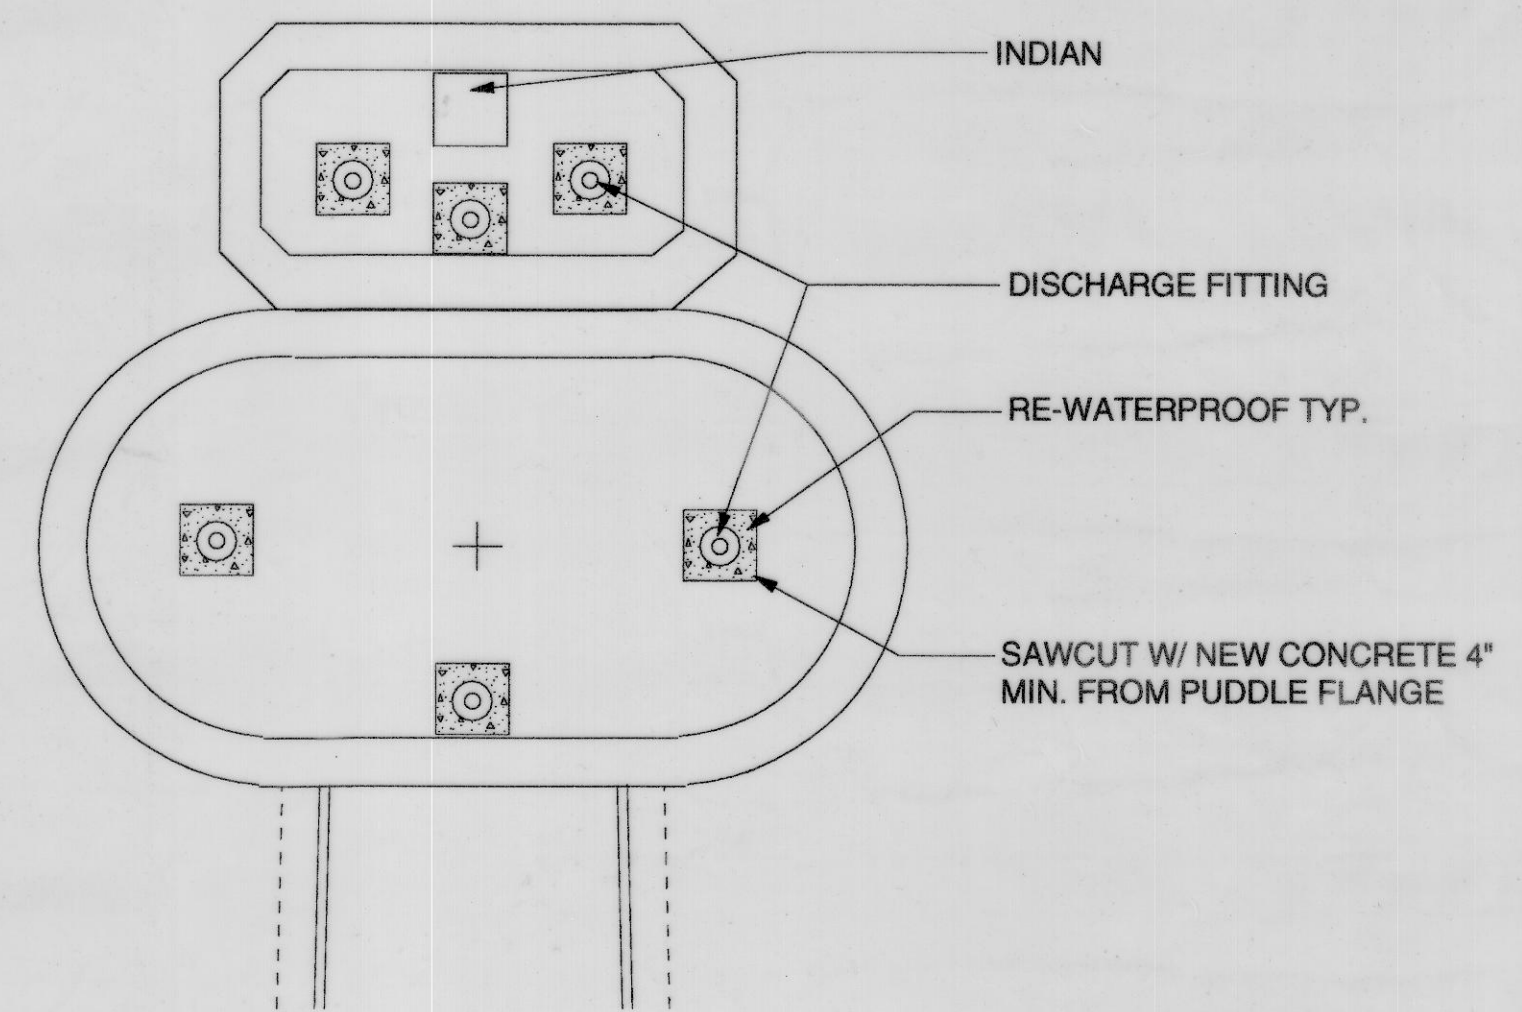 INDIAN
DISCHARGE FITTING
RE-WATERPROOF TYP.
SAWCUT W/ NEW CONCRETE 4"
MIN. FROM PUDDLE FLANGE